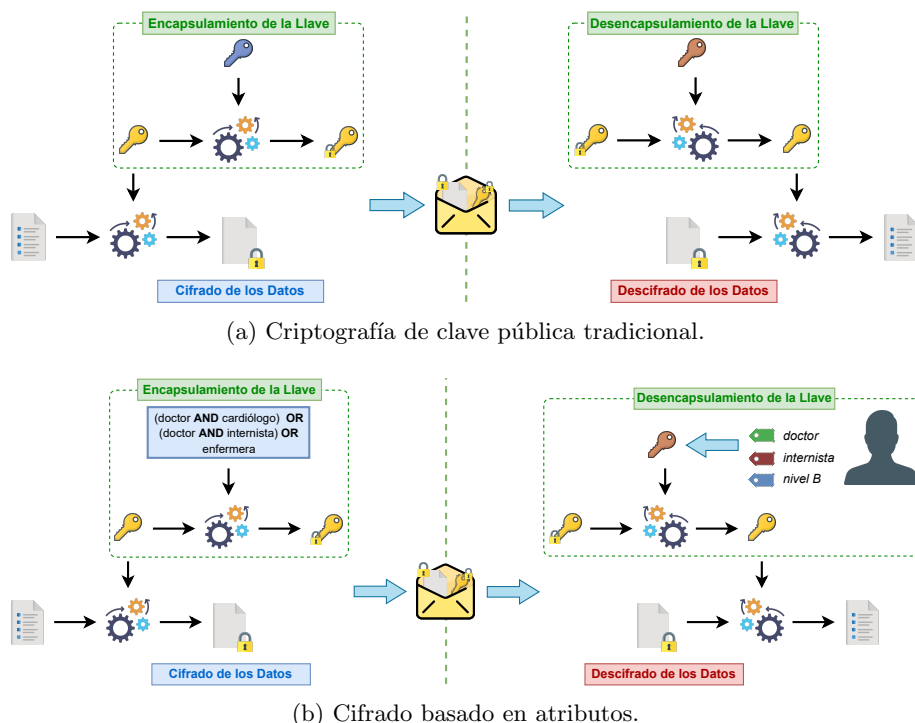 Encapsulamiento de la Llave
Desencapsulamiento de la Llave
Cifrado de los Datos
Descifrado de los Datos
(a) Criptografía de clave pública tradicional.
Encapsulamiento de la Llave
(doctor AND cardiólogo) OR
(doctor AND internista) OR
enfermera
Desencapsulamiento de la Llave
doctor
internista
nivel B
Cifrado de los Datos
Descifrado de los Datos
(b) Cifrado basado en atributos.